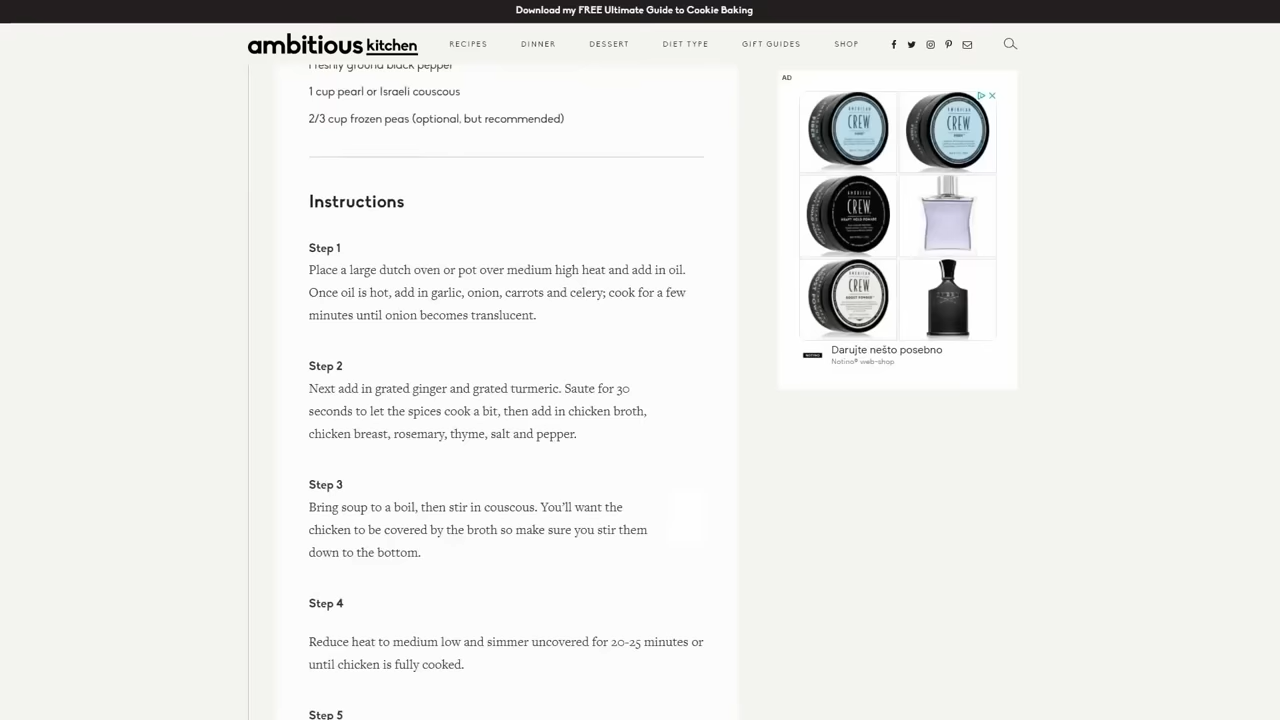 Download my FREE Ultimate Guide to Cookie Baking
ambitious kitchen
RECIPES DINNER DESSERT DIET TYPE GIFT GUIDES SHOP
Freshly ground black pepper
1 cup pearl or Israeli couscous
2/3 cup frozen peas (optional, but recommended)
Instructions
Step 1
Place a large dutch oven or pot over medium high heat and add in oil.
Once oil is hot, add in garlic, onion, carrots and celery; cook for a few
minutes until onion becomes translucent.
Step 2
Next add in grated ginger and grated turmeric. Saute for 30
seconds to let the spices cook a bit, then add in chicken broth,
chicken breast, rosemary, thyme, salt and pepper.
Step 3
Bring soup to a boil, then stir in couscous. You’ll want the
chicken to be covered by the broth so make sure you stir them
down to the bottom.
Step 4
Reduce heat to medium low and simmer uncovered for 20-25 minutes or
until chicken is fully cooked.
Step 5
AD
AMERICAN
CREW
AMERICAN
CREW
AMERICAN
CREW
AMERICAN
CREW
Darujte nešto posebno
Notino® web-shop